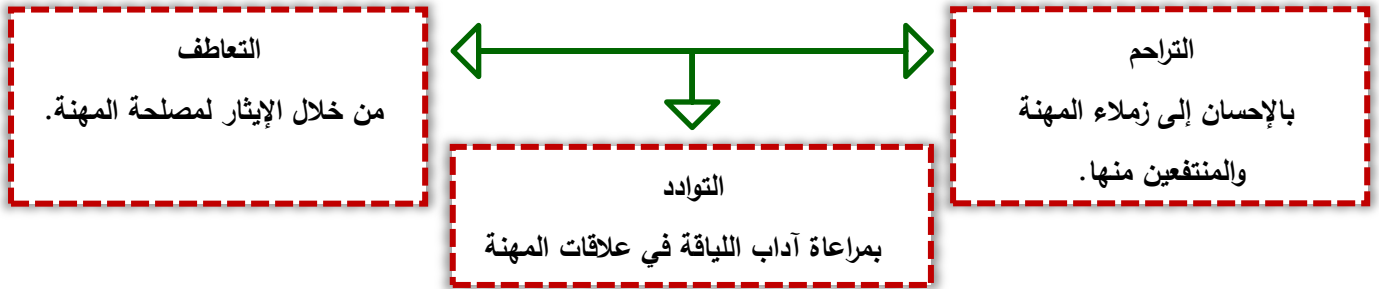 التراحم
بالإحسان إلى زملاء المهنة
والمنتفعين منها.
التوادد
بمراعاة آداب اللياقة في علاقات المهنة
التعاطف
من خلال الإيثار لمصلحة المهنة.